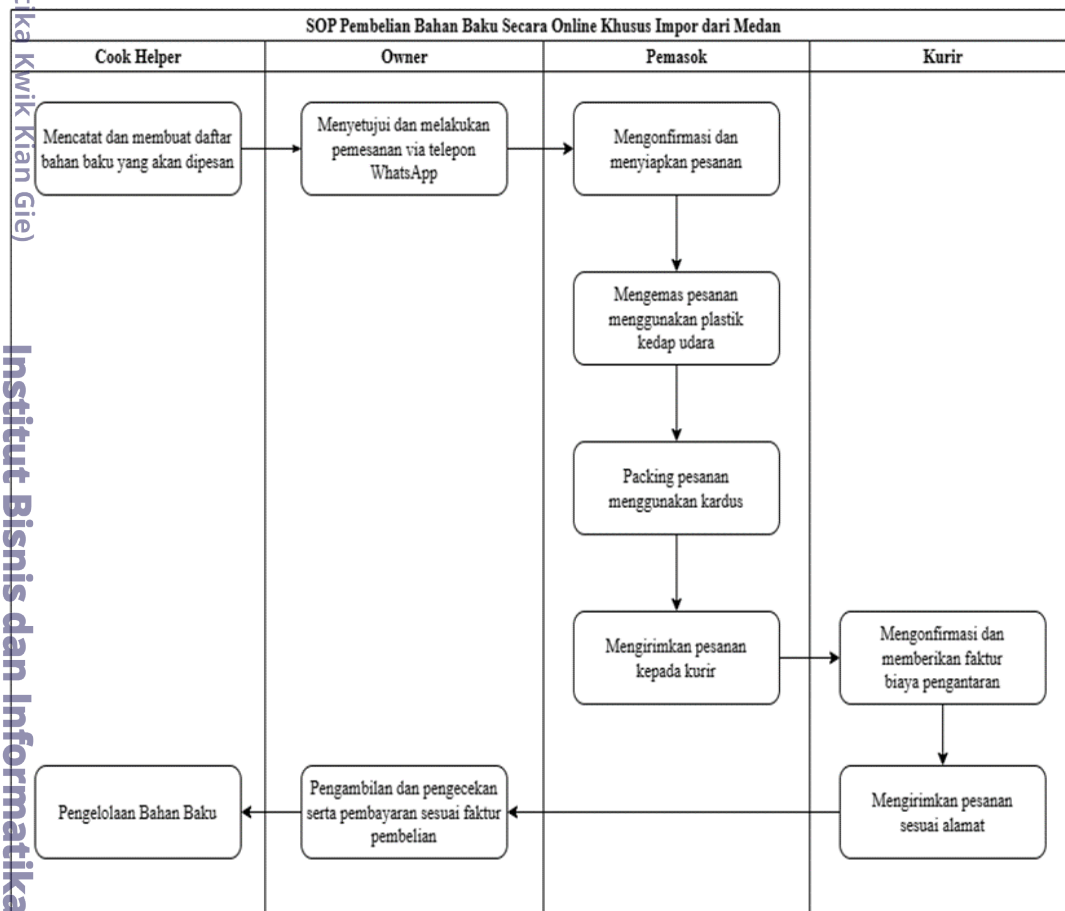 SOP Pembelian Bahan Baku Secara Online Khusus Impor dari Medan
Cook Helper
Owner
Pemasok
Kurir
Mencatat dan membuat daftar
bahan baku yang akan dipesan
Menyetujui dan melakukan
pemesanan via telepon
WhatsApp
Mengonfirmasi dan
menyiapkan pesanan
Mengemas pesanan
menggunakan plastik
kedap udara
Packing pesanan
menggunakan kardus
Mengirimkan pesanan
kepada kurir
Mengonfirmasi dan
memberikan faktur
biaya pengantaran
Mengirimkan pesanan
sesuai alamat
Pengambilan dan pengecekan
serta pembayaran sesuai faktur
pembelian
Pengelolaan Bahan Baku
Kwik Kian Gie)
Institut Bisnis dan Informatika